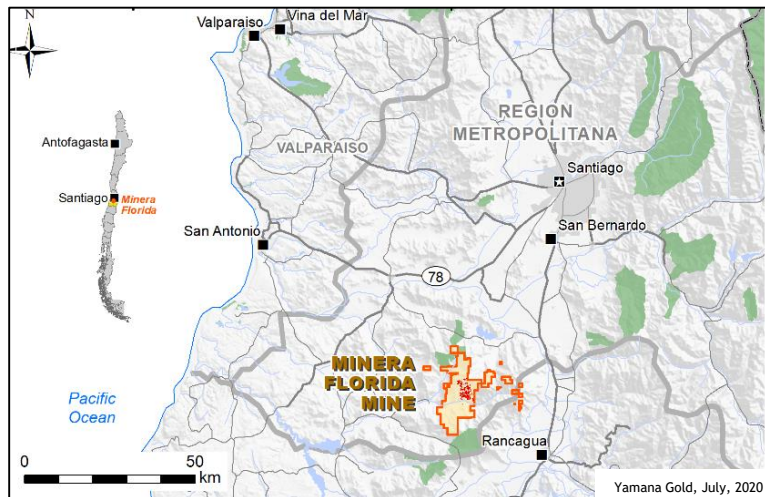 N
Valparaiso
Vina del Mar
REGION
METROPOLITANA
VALPARAISO
Antofagasta
Santiago
Santiago
Minera
Florida
San Antonio
San Bernardo
78
MINERA
FLORIDA
MINE
Pacific
Ocean
Rancagua
0
50
km
Yamana Gold, July, 2020